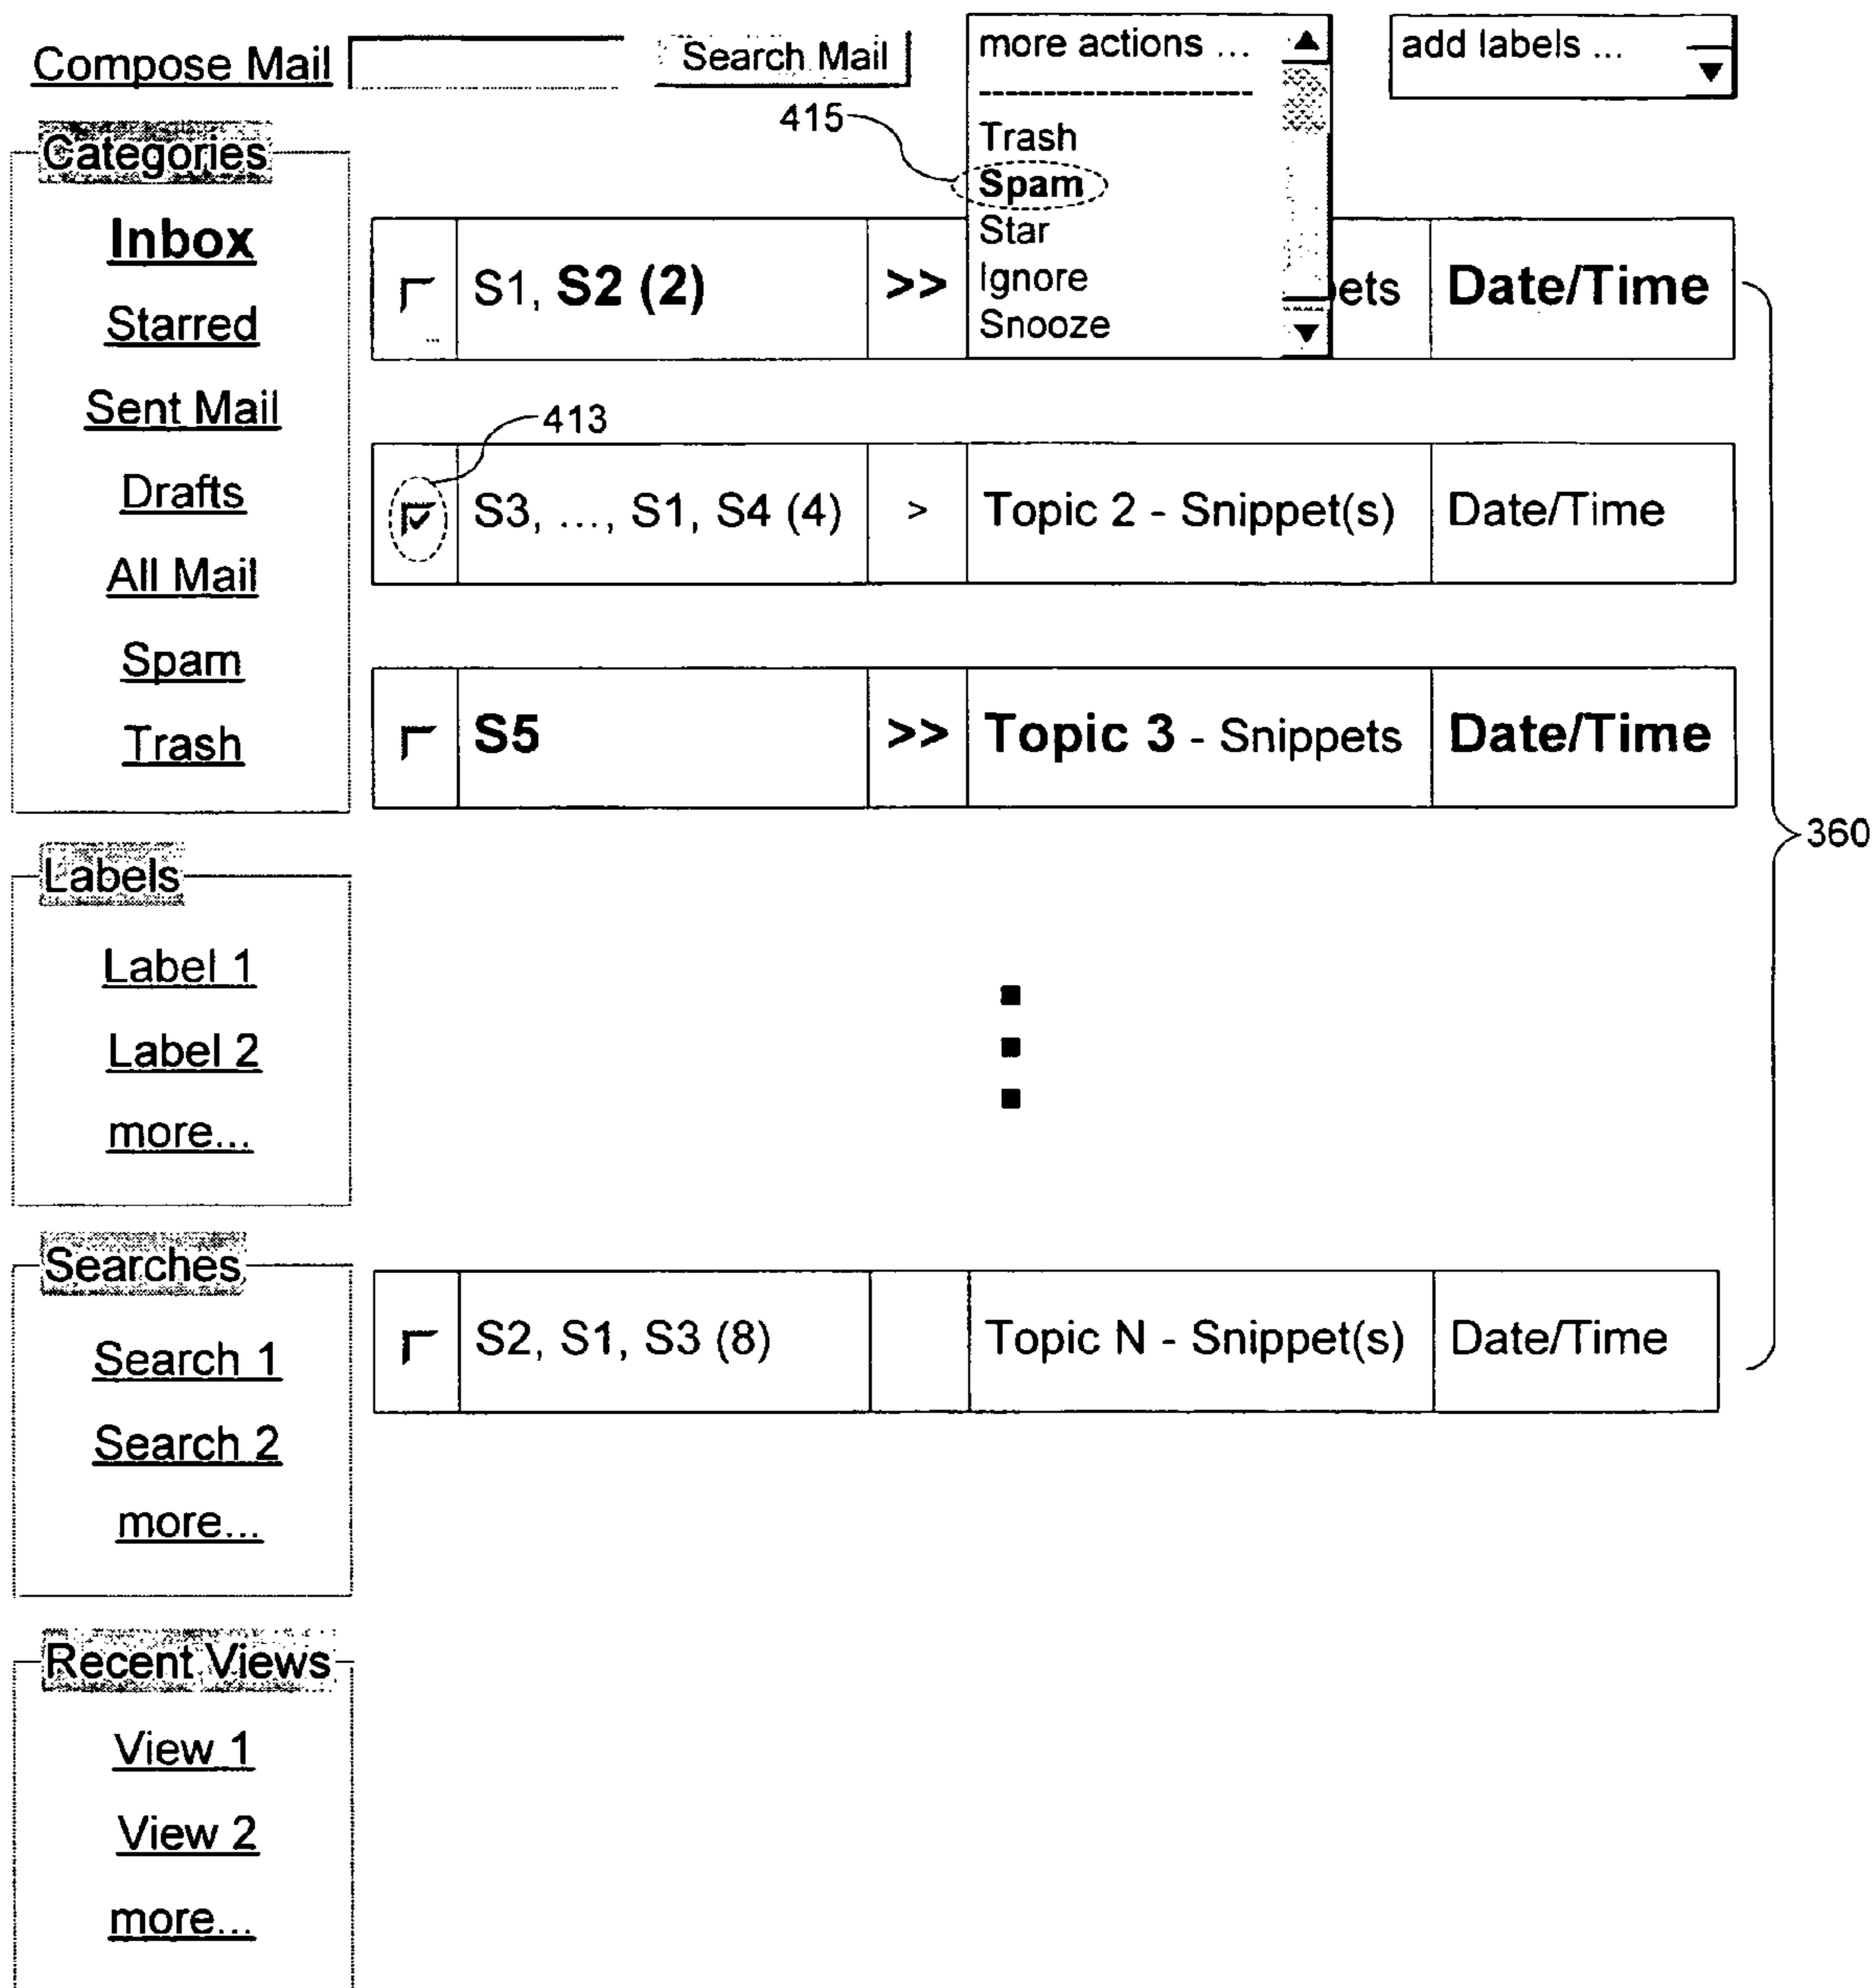 Compose Mail Search Mail more actions ... add labels ...
415
Trash
Spam
Star
Ignore
Snooze
Categories
Inbox
Starred
Sent Mail
Drafts
All Mail
Spam
Trash
S1, S2 (2) >> ets Date/Time
413
S3, ..., S1, S4 (4) > Topic 2 - Snippet(s) Date/Time
S5 >> Topic 3 - Snippets Date/Time
360
Labels
Label 1
Label 2
more...
Searches
Search 1
Search 2
more...
S2, S1, S3 (8) Topic N - Snippet(s) Date/Time
Recent Views
View 1
View 2
more...